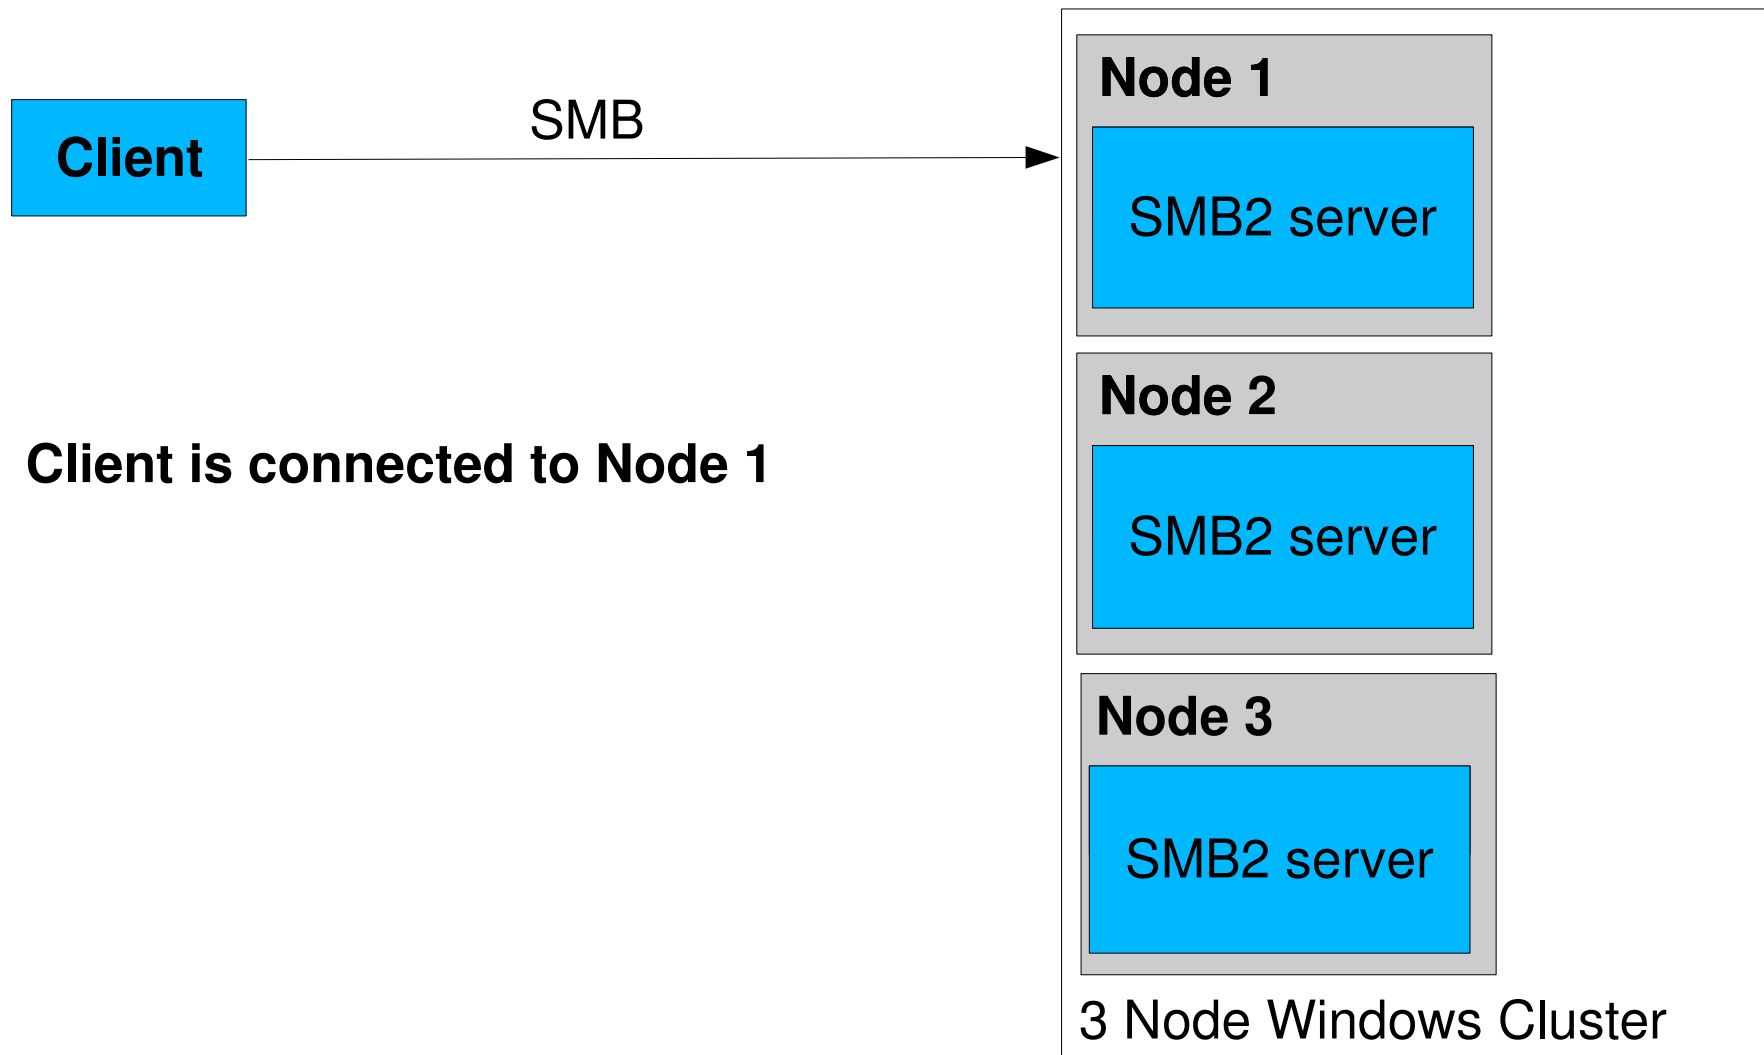 Client
SMB
Node 1
SMB2 server
Client is connected to Node 1
Node 2
SMB2 server
Node 3
SMB2 server
3 Node Windows Cluster